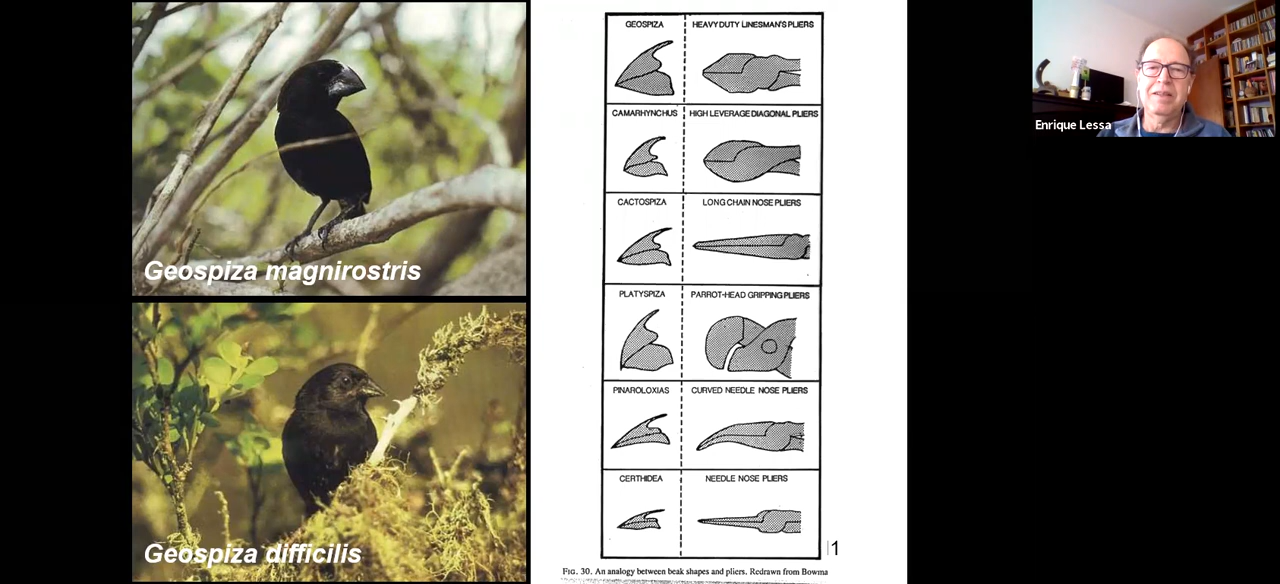 Geospiza magnirostris
Geospiza difficilis
GEOSPIZA
HEAVY DUTY LINESMAN'S PLIERS
CAMARHYNCHUS
HIGH LEVERAGE DIAGONAL PLIERS
CACTOSPIZA
LONG CHAIN NOSE PLIERS
PLATYSPIZA
PARROT-HEAD GRIPPING PLIERS
PINAROLOXIAS
CURVED NEEDLE NOSE PLIERS
CERTHIDEA
NEEDLE NOSE PLIERS
1
FIG. 30. An analogy between beak shapes and pliers. Redrawn from Bowma
Enrique Lessa